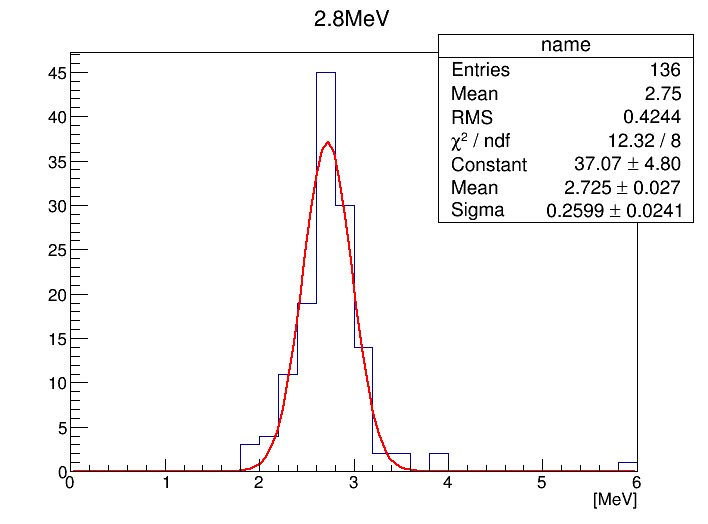 2.8MeV
name
Entries 136
Mean 2.75
RMS 0.4244
χ² / ndf 12.32 / 8
Constant 37.07 ± 4.80
Mean 2.725 ± 0.027
Sigma 0.2599 ± 0.0241
45
40
35
30
25
20
15
10
5
0
0 1 2 3 4 5 6
[MeV]